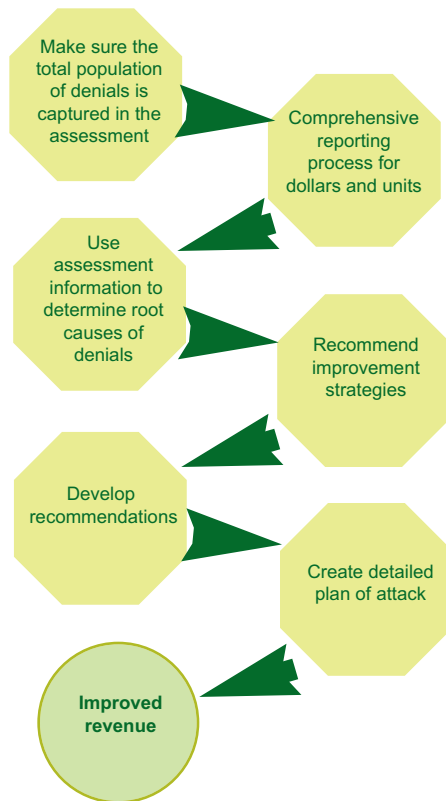 Make sure the
total population
of denials is
captured in the
assessment
Comprehensive
reporting
process for
dollars and units
Use
assessment
information to
determine root
causes of
denials
Recommend
improvement
strategies
Develop
recommendations
Create detailed
plan of attack
Improved
revenue